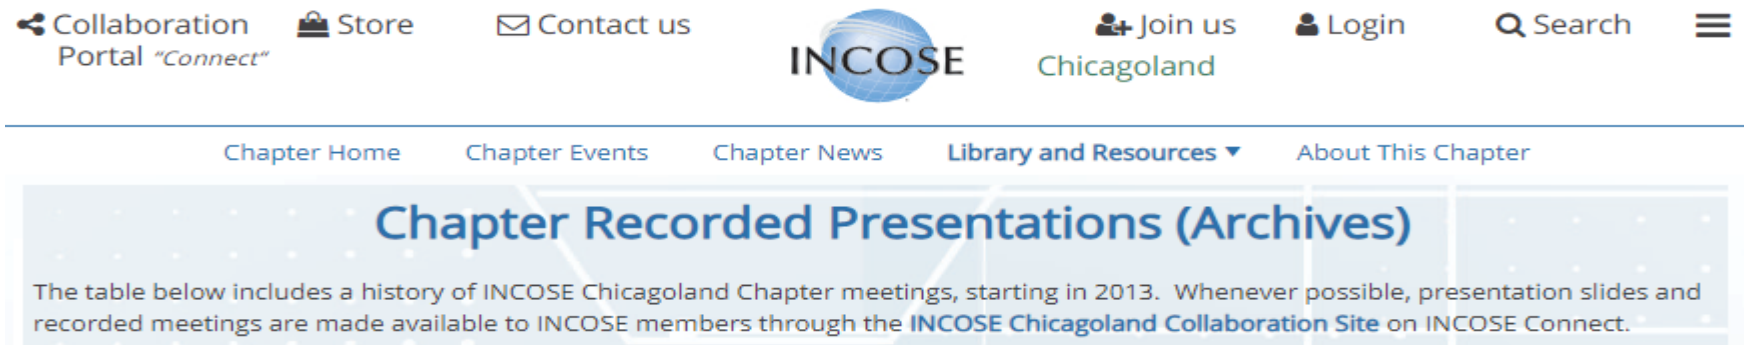 Collaboration Store Contact us INCOSE Join us Login Search
Portal "Connect" Chicagoland
Chapter Home Chapter Events Chapter News Library and Resources About This Chapter
Chapter Recorded Presentations (Archives)
The table below includes a history of INCOSE Chicagoland Chapter meetings, starting in 2013. Whenever possible, presentation slides and
recorded meetings are made available to INCOSE members through the INCOSE Chicagoland Collaboration Site on INCOSE Connect.